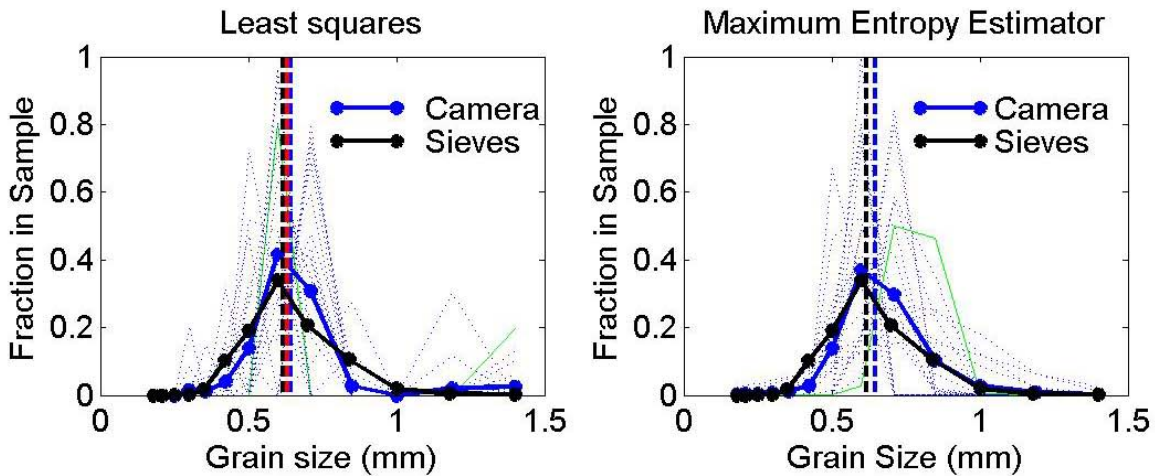 Least squares
Fraction in Sample
1
0.8
0.6
0.4
0.2
0
Camera
Sieves
0
0.5
1
1.5
Grain size (mm)
Maximum Entropy Estimator
Fraction in Sample
1
0.8
0.6
0.4
0.2
0
Camera
Sieves
0
0.5
1
1.5
Grain Size (mm)